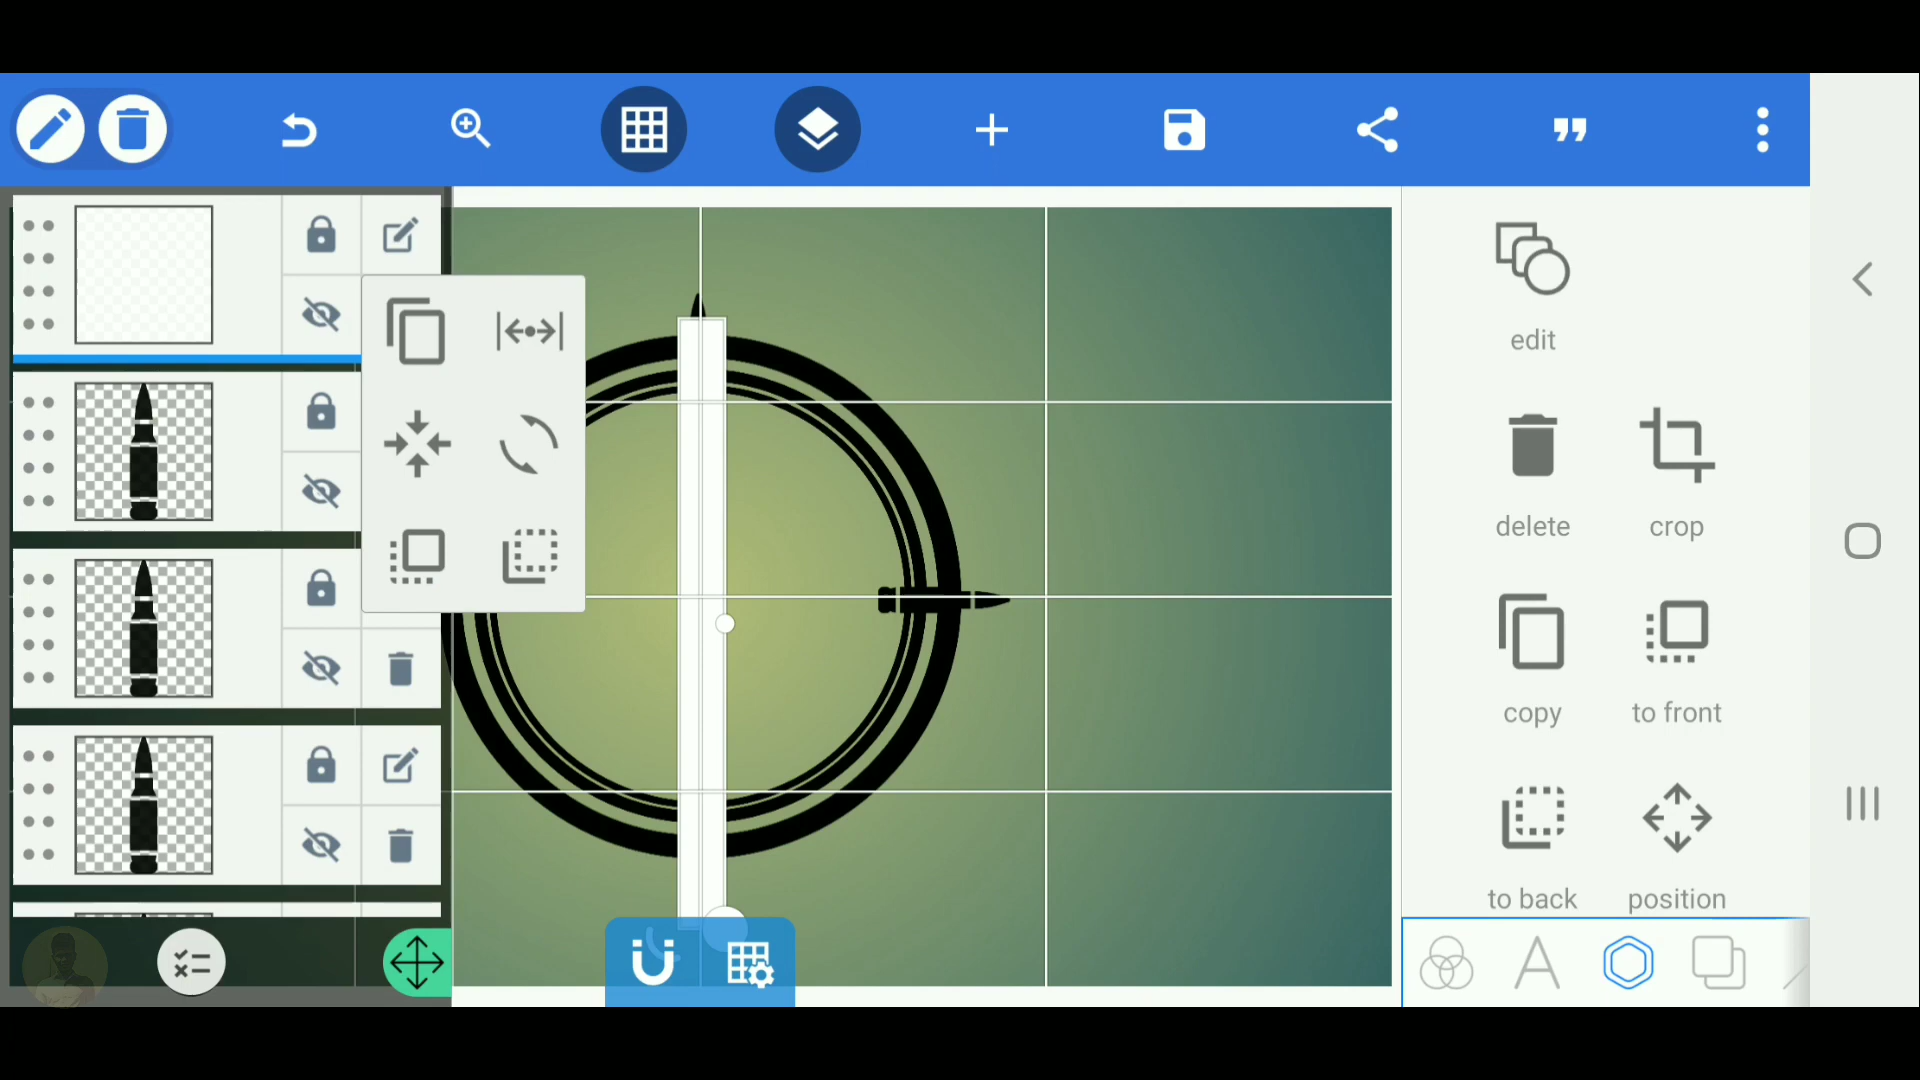 edit
delete
crop
copy
to front
to back
position